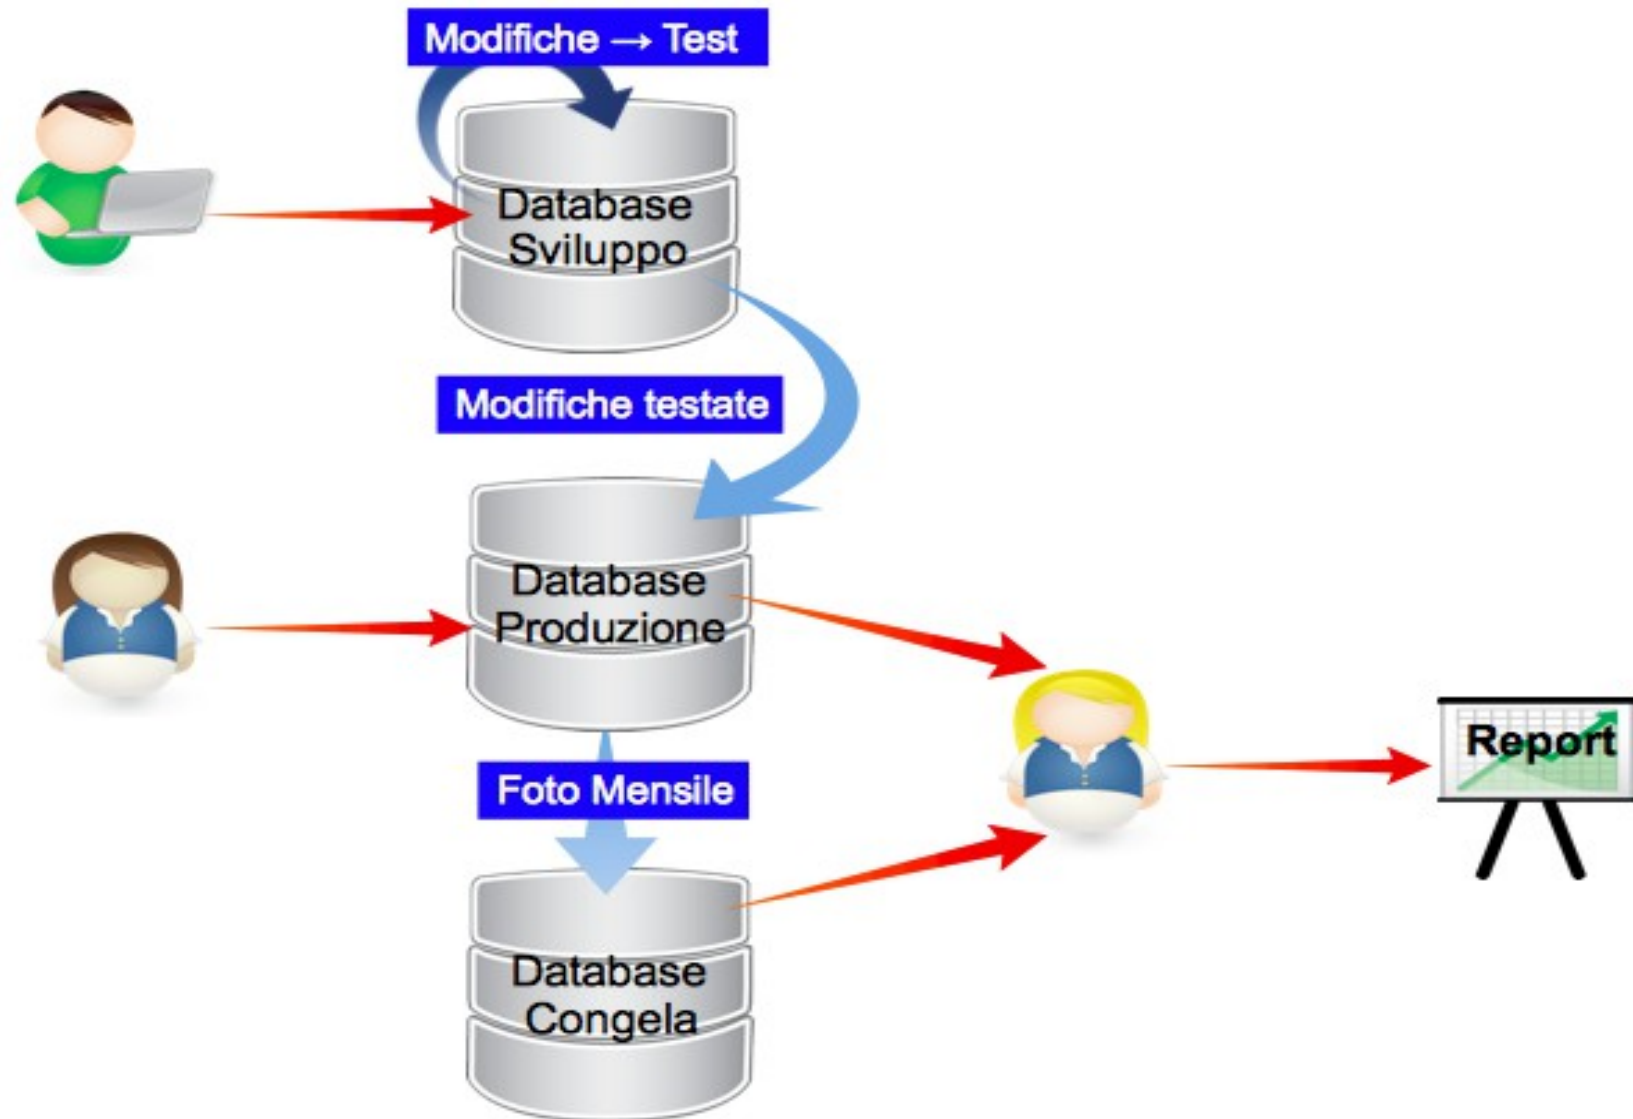 Modifiche → Test
Database
Sviluppo
Modifiche testate
Database
Produzione
Report
Foto Mensile
Database
Congela